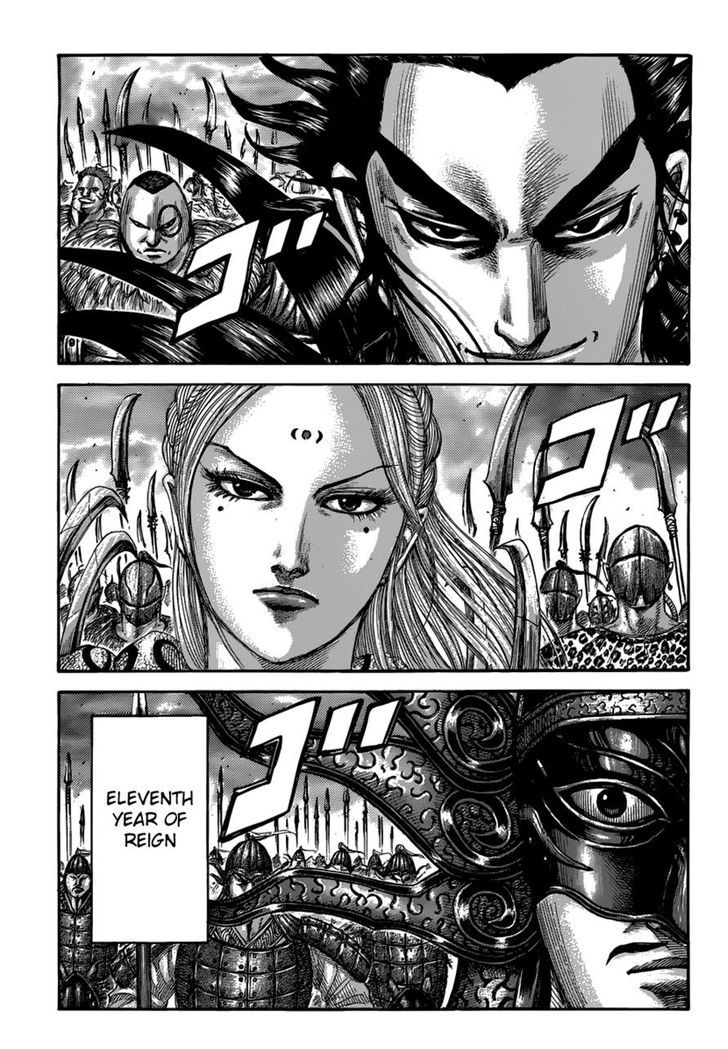 ゴ
ゴ
ゴ
ELEVENTH
YEAR OF
REIGN